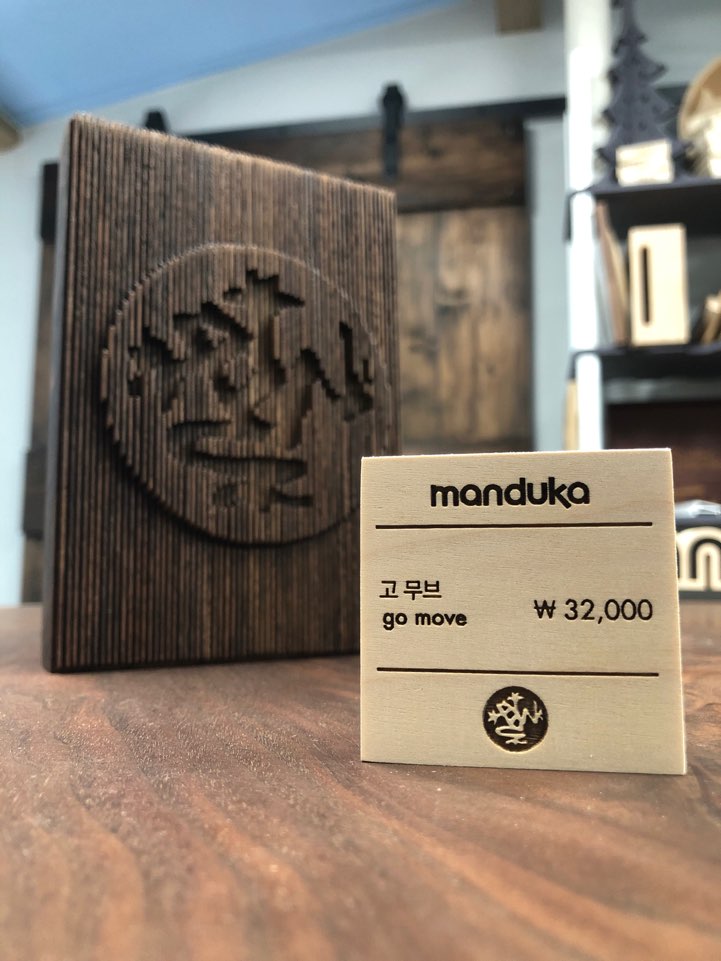 manduka
고 무브
go move
₩ 32,000